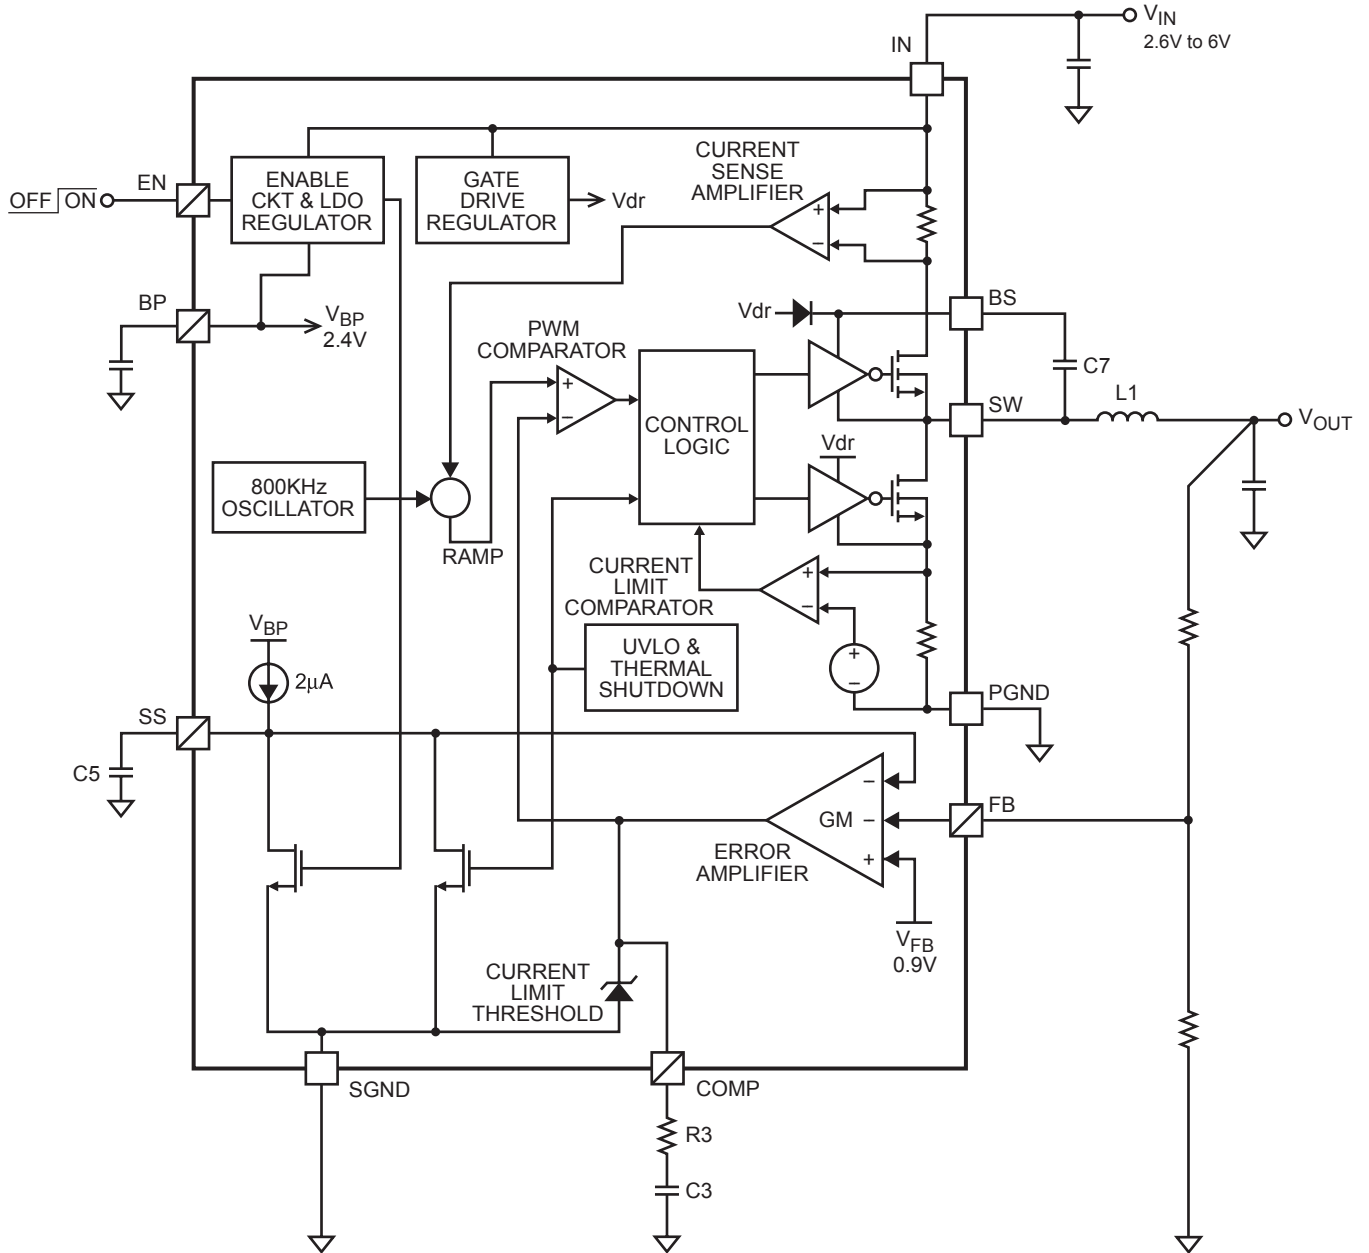 V_IN
2.6V to 6V
IN
CURRENT
SENSE
AMPLIFIER
+
−
EN
OFF ON
ENABLE
CKT & LDO
REGULATOR
GATE
DRIVE
REGULATOR
Vdr
BP
V_BP
2.4V
PWM
COMPARATOR
+
−
Vdr
BS
C7
CONTROL
LOGIC
SW
L1
V_OUT
Vdr
800KHz
OSCILLATOR
RAMP
CURRENT
LIMIT
COMPARATOR
+
−
+
−
UVLO &
THERMAL
SHUTDOWN
V_BP
2µA
PGND
SS
C5
−
GM −
+
FB
ERROR
AMPLIFIER
V_FB
0.9V
CURRENT
LIMIT
THRESHOLD
SGND
COMP
R3
C3